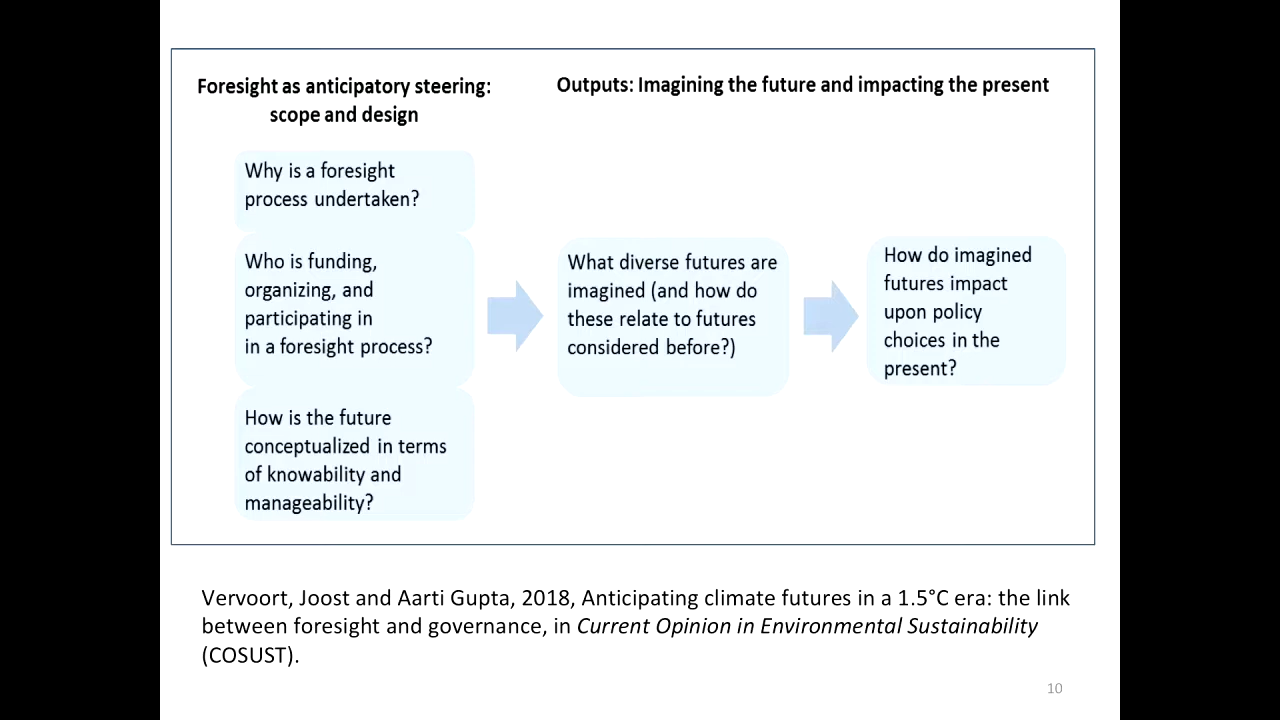 Foresight as anticipatory steering:
scope and design
Outputs: Imagining the future and impacting the present
Why is a foresight
process undertaken?
Who is funding,
organizing, and
participating in
in a foresight process?
How is the future
conceptualized in terms
of knowability and
manageability?
What diverse futures are
imagined (and how do
these relate to futures
considered before?)
How do imagined
futures impact
upon policy
choices in the
present?
Vervoort, Joost and Aarti Gupta, 2018, Anticipating climate futures in a 1.5°C era: the link
between foresight and governance, in Current Opinion in Environmental Sustainability
(COSUST).
10